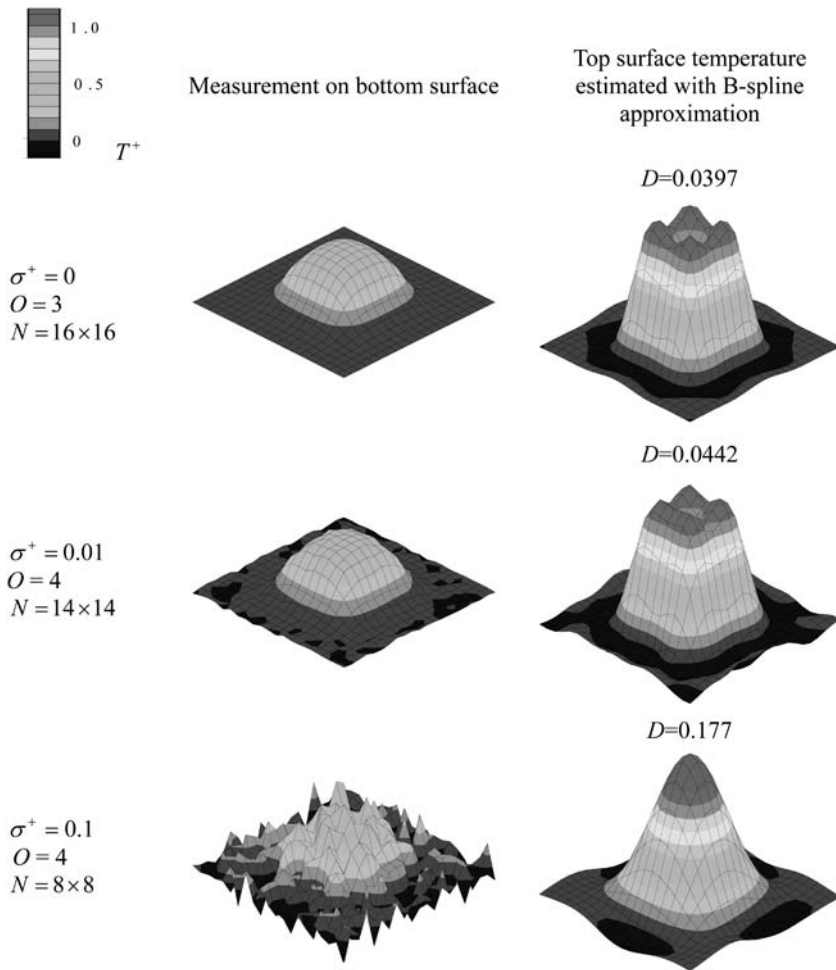 1.0
0.5
0
T⁺
Measurement on bottom surface
Top surface temperature
estimated with B-spline
approximation
D=0.0397
σ⁺ = 0
O = 3
N = 16×16
D=0.0442
σ⁺ = 0.01
O = 4
N = 14×14
D=0.177
σ⁺ = 0.1
O = 4
N = 8×8